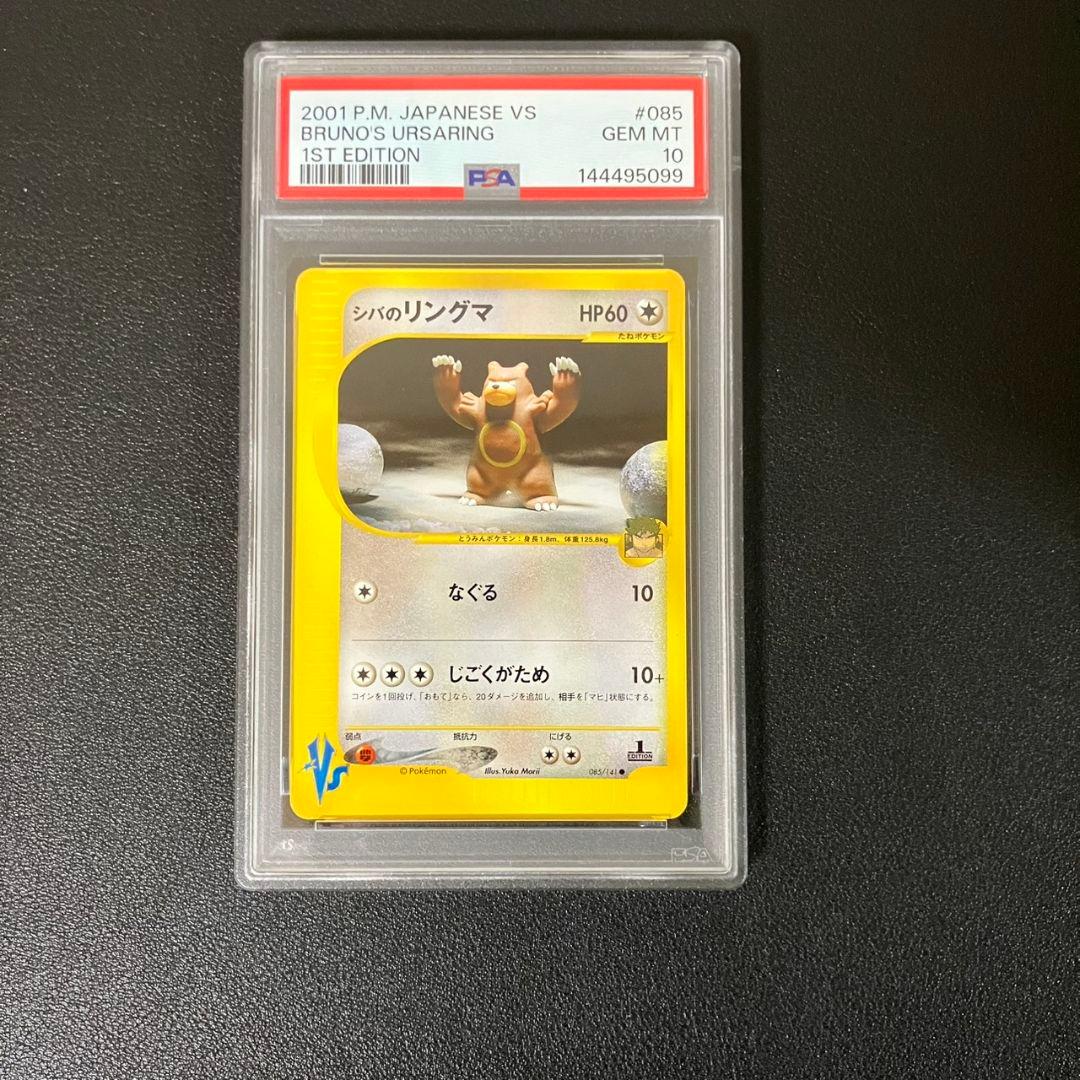 2001 P.M. JAPANESE VS #085
BRUNO'S URSARING GEM MT
1ST EDITION 10
PSA 144495099
シバのリングマ HP60
たねポケモン
とうみんポケモン：身長1.8m、体重125.8kg
なぐる 10
じごくがため 10+
コインを1回投げ、「おもて」なら、20ダメージを追加し、相手を「マヒ」状態にする。
弱点 抵抗力 にげる
1
EDITION
VS
© Pokémon Illus. Yuka Morii 085/141
PSA